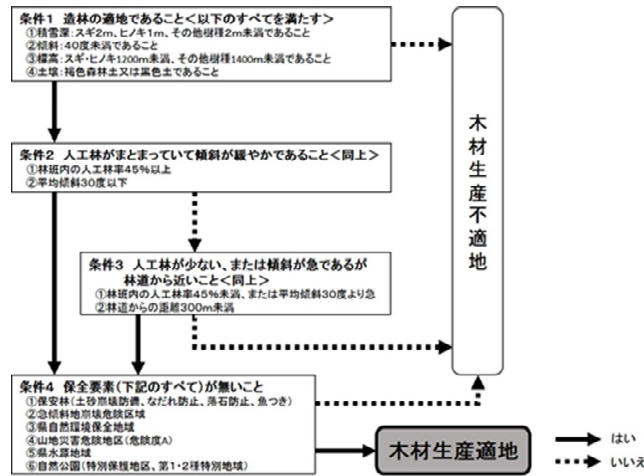 条件1 造林の適地であること<以下のすべてを満たす>
①積雪深:スギ2m、ヒノキ1m、その他樹種2m未満であること
②傾斜:40度未満であること
③標高:スギ・ヒノキ1200m未満、その他樹種1400m未満であること
④土壌:褐色森林土又は黒色土であること
条件2 人工林がまとまっていて傾斜が緩やかであること<同上>
①林班内の人工林率45%以上
②平均傾斜30度以下
条件3 人工林が少ない、または傾斜が急であるが
林道から近いこと<同上>
①林班内の人工林率45%未満、または平均傾斜30度より急
②林道からの距離300m未満
条件4 保全要素(下記のすべて)が無いこと
①保安林(土砂崩壊防備、なだれ防止、落石防止、魚つき)
②急傾斜地崩壊危険区域
③県自然環境保全地域
④山地災害危険地区(危険度A)
⑤県水源地域
⑥自然公園(特別保護地区、第1・2種特別地域)
木材生産不適地
木材生産適地
はい
いいえ